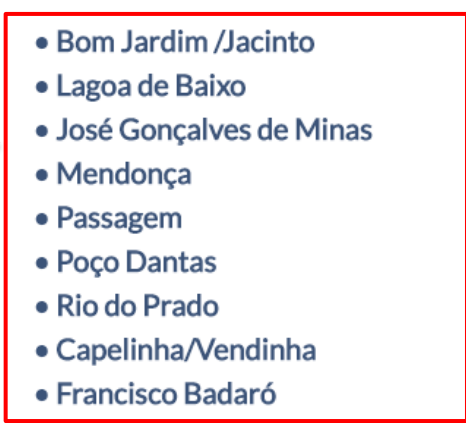 • Bom Jardim /Jacinto
• Lagoa de Baixo
• José Gonçalves de Minas
• Mendonça
• Passagem
• Poço Dantas
• Rio do Prado
• Capelinha/Vendinha
• Francisco Badaró